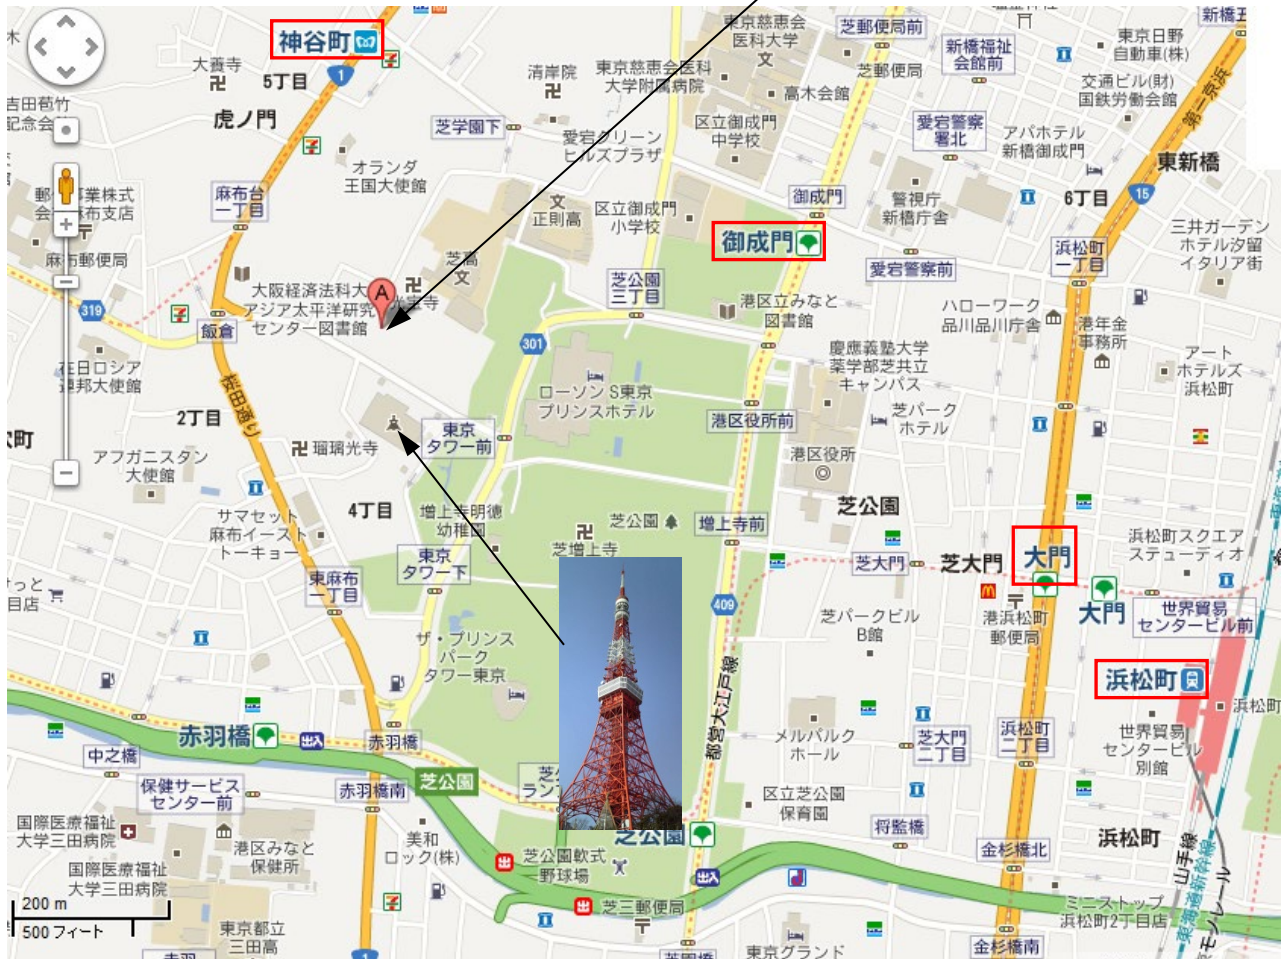 神谷町
1
5丁目
虎ノ門
大養寺
清岸院
東京慈恵会医科
大学附属病院
東京慈恵会
医科大学
芝郵便局前
芝郵便局
高木会館
新橋福祉
会館前
東京日野
自動車(株)
交通ビル(財)
国鉄労働会館
第一京浜
吉田苞竹
芝学園下
愛宕グリーン
ヒルズプラザ
区立御成門
中学校
愛宕警察
署北
アパホテル
新橋御成門
東新橋
15
オランダ
王国大使館
麻布台
一丁目
正則高
区立御成門
小学校
御成門
警視庁
新橋庁舎
6丁目
浜松町
一丁目
三井ガーデン
ホテル汐留
イタリア街
麻布郵便局
御成門
愛宕警察前
芝高
芝公園
三丁目
A
大阪経済法科大
アジア太平洋研究
センター図書館
港区立みなと
図書館
ハローワーク
品川品川庁舎
港年金
事務所
319
飯倉
301
在日ロシア
連邦大使館
慶應義塾大学
薬学部芝共立
キャンパス
アート
ホテルズ
浜松町
ローソン S東京
プリンスホテル
桜田通り
2丁目
港区役所前
芝パーク
ホテル
東京
タワー前
瑠璃光寺
アフガニスタン
大使館
港区役所
4丁目
増上寺明徳
幼稚園
芝公園
増上寺前
芝公園
サマセット
麻布イースト
トーキョー
芝増上寺
浜松町スクエア
ステューディオ
東京
タワー下
芝大門
芝大門
大門
東麻布
一丁目
409
港浜松町
郵便局
大門
世界貿易
センタービル前
芝パークビル
B館
ザ・プリンス
パーク
タワー東京
都営大江戸線
浜松町
浜松町
赤羽橋
赤羽橋
メルパルク
ホール
芝大門
二丁目
浜松町
二丁目
世界貿易
センタービル
別館
中之橋
保健サービス
センター前
赤羽橋南
芝公園
区立芝公園
保育園
国際医療福祉
大学三田病院
港区みなと
保健所
美和
ロック(株)
芝公園
将監橋
浜松町
金杉橋北
山手線
東海道新幹線
国際医療福祉
大学三田病院
芝公園軟式
野球場
芝三郵便局
ミニストップ
浜松町2丁目店
200 m
500 フィート
東京都立
三田高
東京グランド
金杉橋南